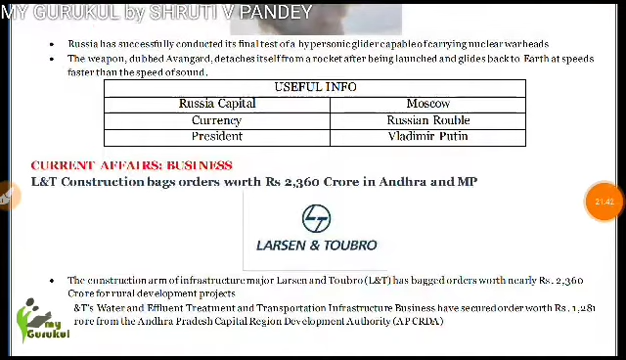 MY GURUKUL by SHRUTI V PANDEY
• Russia has successfully conducted its final test of a hypersonic glider capable of carrying nuclear warheads
• The weapon, dubbed Avangard, detaches itself from a rocket after being launched and glides back to Earth at speeds
faster than the speed of sound.
USEFUL INFO
Russia Capital Moscow
Currency Russian Rouble
President Vladimir Putin
CURRENT AFFAIRS: BUSINESS
L&T Construction bags orders worth Rs 2,360 Crore in Andhra and MP
21:42
LARSEN & TOUBRO
• The construction arm of infrastructure major Larsen and Toubro (L&T) has bagged orders worth nearly Rs. 2,360
Crore for rural development projects
&T's Water and Effluent Treatment and Transportation Infrastructure Business have secured order worth Rs. 1,281
rore from the Andhra Pradesh Capital Region Development Authority (APCRDA)
my
Gurukul